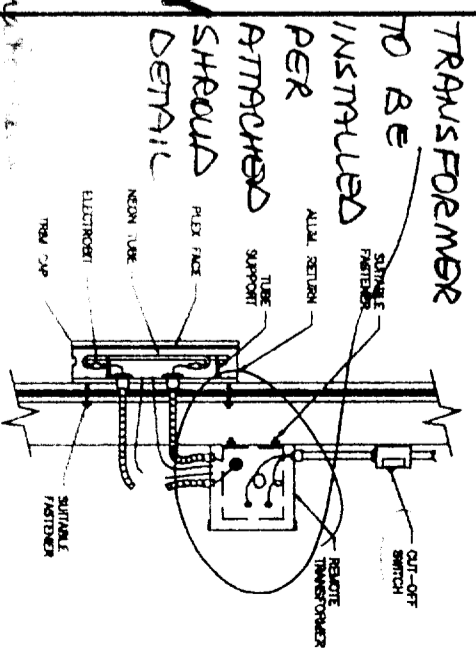 TRANSFORMER
TO BE
INSTALLED
PER
ATTACHED
SHROUD
DETAIL
SUITABLE
FASTENER
ALUM. RETURN
TUBE
SUPPORT
PLEX FACE
NEON TUBE
ELECTROBIT
TRIM CAP
CUT-OFF
SWITCH
REMOTE
TRANSFORMER
SUITABLE
FASTENER